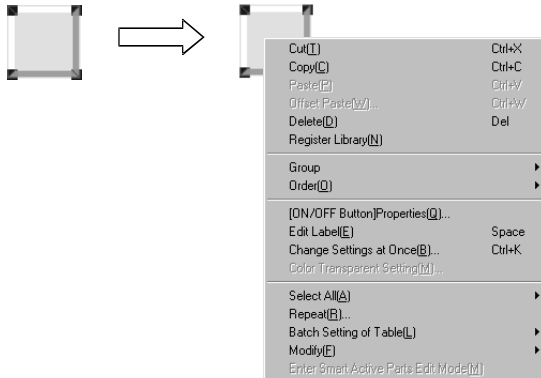 Cut(T) Ctrl+X
Copy(C) Ctrl+C
Paste(P) Ctrl+V
Offset Paste(W)... Ctrl+W
Delete(D) Del
Register Library(N)
Group
Order(O)
[ON/OFF Button]Properties(Q)...
Edit Label(E) Space
Change Settings at Once(B)... Ctrl+K
Color Transparent Setting(M)...
Select All(A)
Repeat(R)...
Batch Setting of Table(L)
Modify(F)
Enter Smart Active Parts Edit Mode(M)